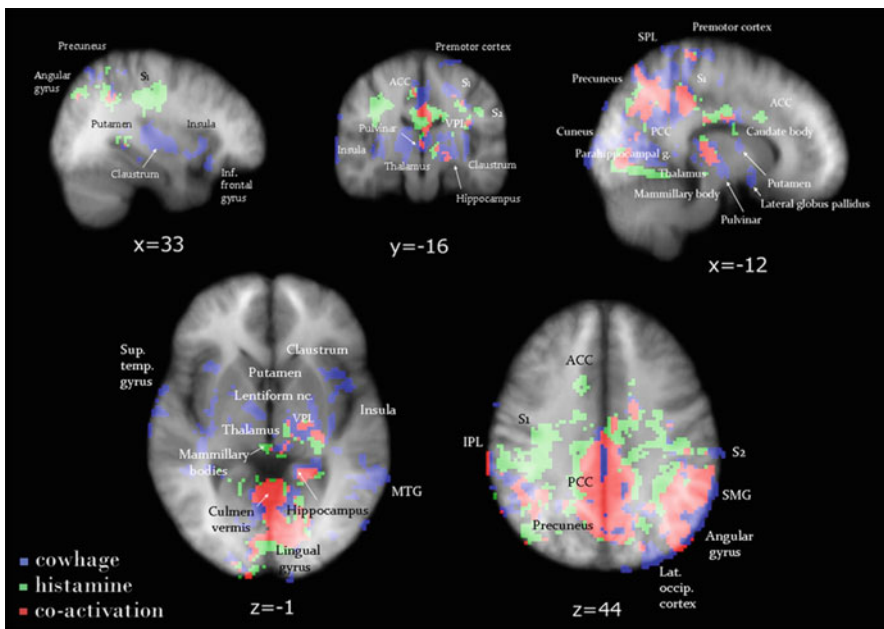 Precuneus
Angular
gyrus
S1
Putamen
Insula
Claustrum
Inf.
frontal
gyrus
x=33
Premotor cortex
ACC
S1
S2
Pulvinar
VPL
Insula
Thalamus
Claustrum
Hippocampus
y=-16
Premotor cortex
SPL
Precuneus
S1
ACC
Cuneus
PCC
Caudate body
Parahippocampal g.
Thalamus
Putamen
Mammillary body
Lateral globus pallidus
Pulvinar
x=-12
Sup.
temp.
gyrus
Claustrum
Putamen
Lentiform nc.
Insula
VPL
Thalamus
Mammillary
bodies
MTG
Culmen
vermis
Hippocampus
Lingual
gyrus
z=-1
ACC
S1
IPL
S2
PCC
SMG
Precuneus
Angular
gyrus
Lat.
occip.
cortex
z=44
cowhage
histamine
co-activation